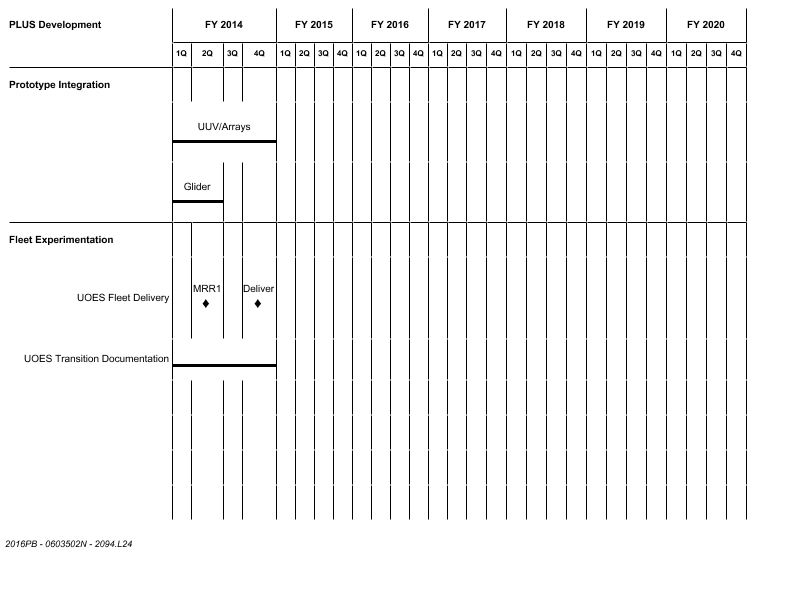 PLUS Development FY 2014 FY 2015 FY 2016 FY 2017 FY 2018 FY 2019 FY 2020
1Q 2Q 3Q 4Q 1Q 2Q 3Q 4Q 1Q 2Q 3Q 4Q 1Q 2Q 3Q 4Q 1Q 2Q 3Q 4Q 1Q 2Q 3Q 4Q 1Q 2Q 3Q 4Q
Prototype Integration
UUV/Arrays
Glider
Fleet Experimentation
MRR1 Deliver
UOES Fleet Delivery
UOES Transition Documentation
2016PB - 0603502N - 2094.L24